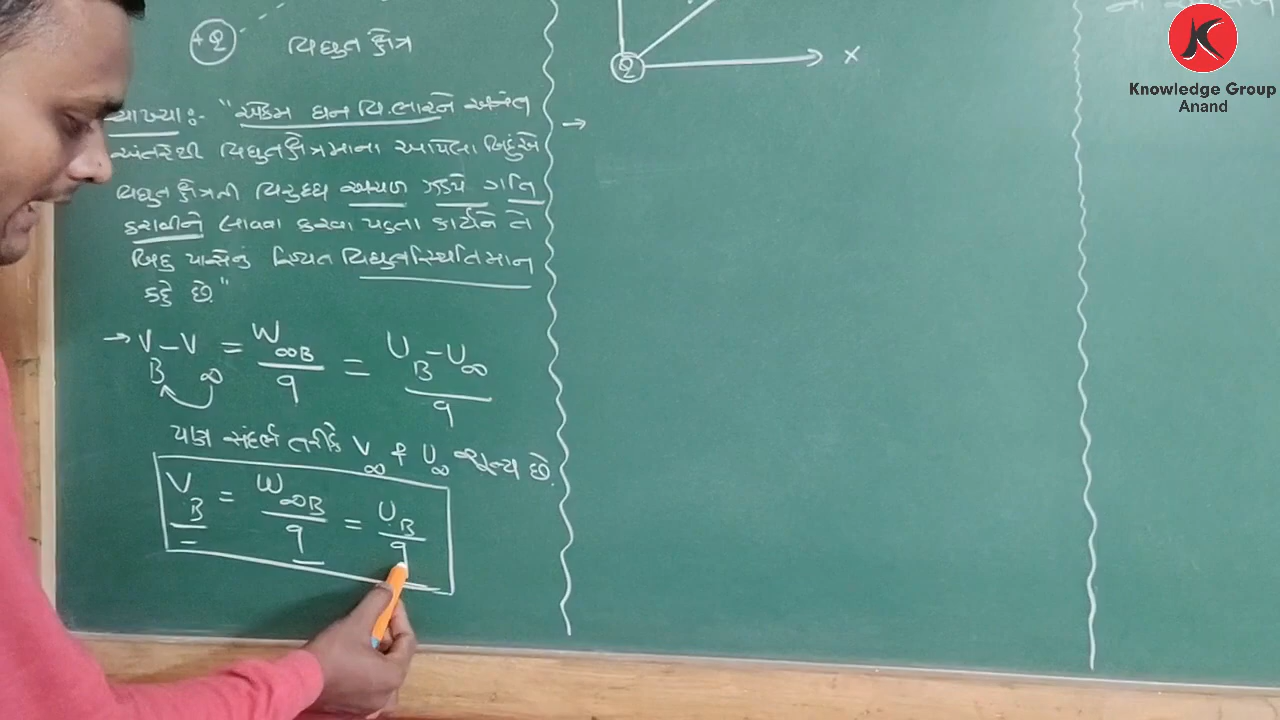 +Q
વિદ્યુત ક્ષેત્ર
વ્યાખ્યા :- "એકમ ધન વિ.ભારને અનંત
અંતરેથી વિદ્યુતક્ષેત્રમાના આપેલા બિંદુએ
વિદ્યુતક્ષેત્રની વિરુધ્ધ અચળ ઝડપે ગતિ
કરાવીને લાવવા કરવા પડતા કાર્યને તે
બિંદુ પાસેનું સ્થિત વિદ્યુતસ્થિતિમાન
કહે છે."
→ V_B - V_∞ = W_∞B / q = U_B - U_∞ / q
પણ સંદર્ભ તરીકે V_∞ & U_∞ શૂન્ય છે.
V_B = W_∞B / q = U_B / q
Q
X
→
Knowledge Group
Anand